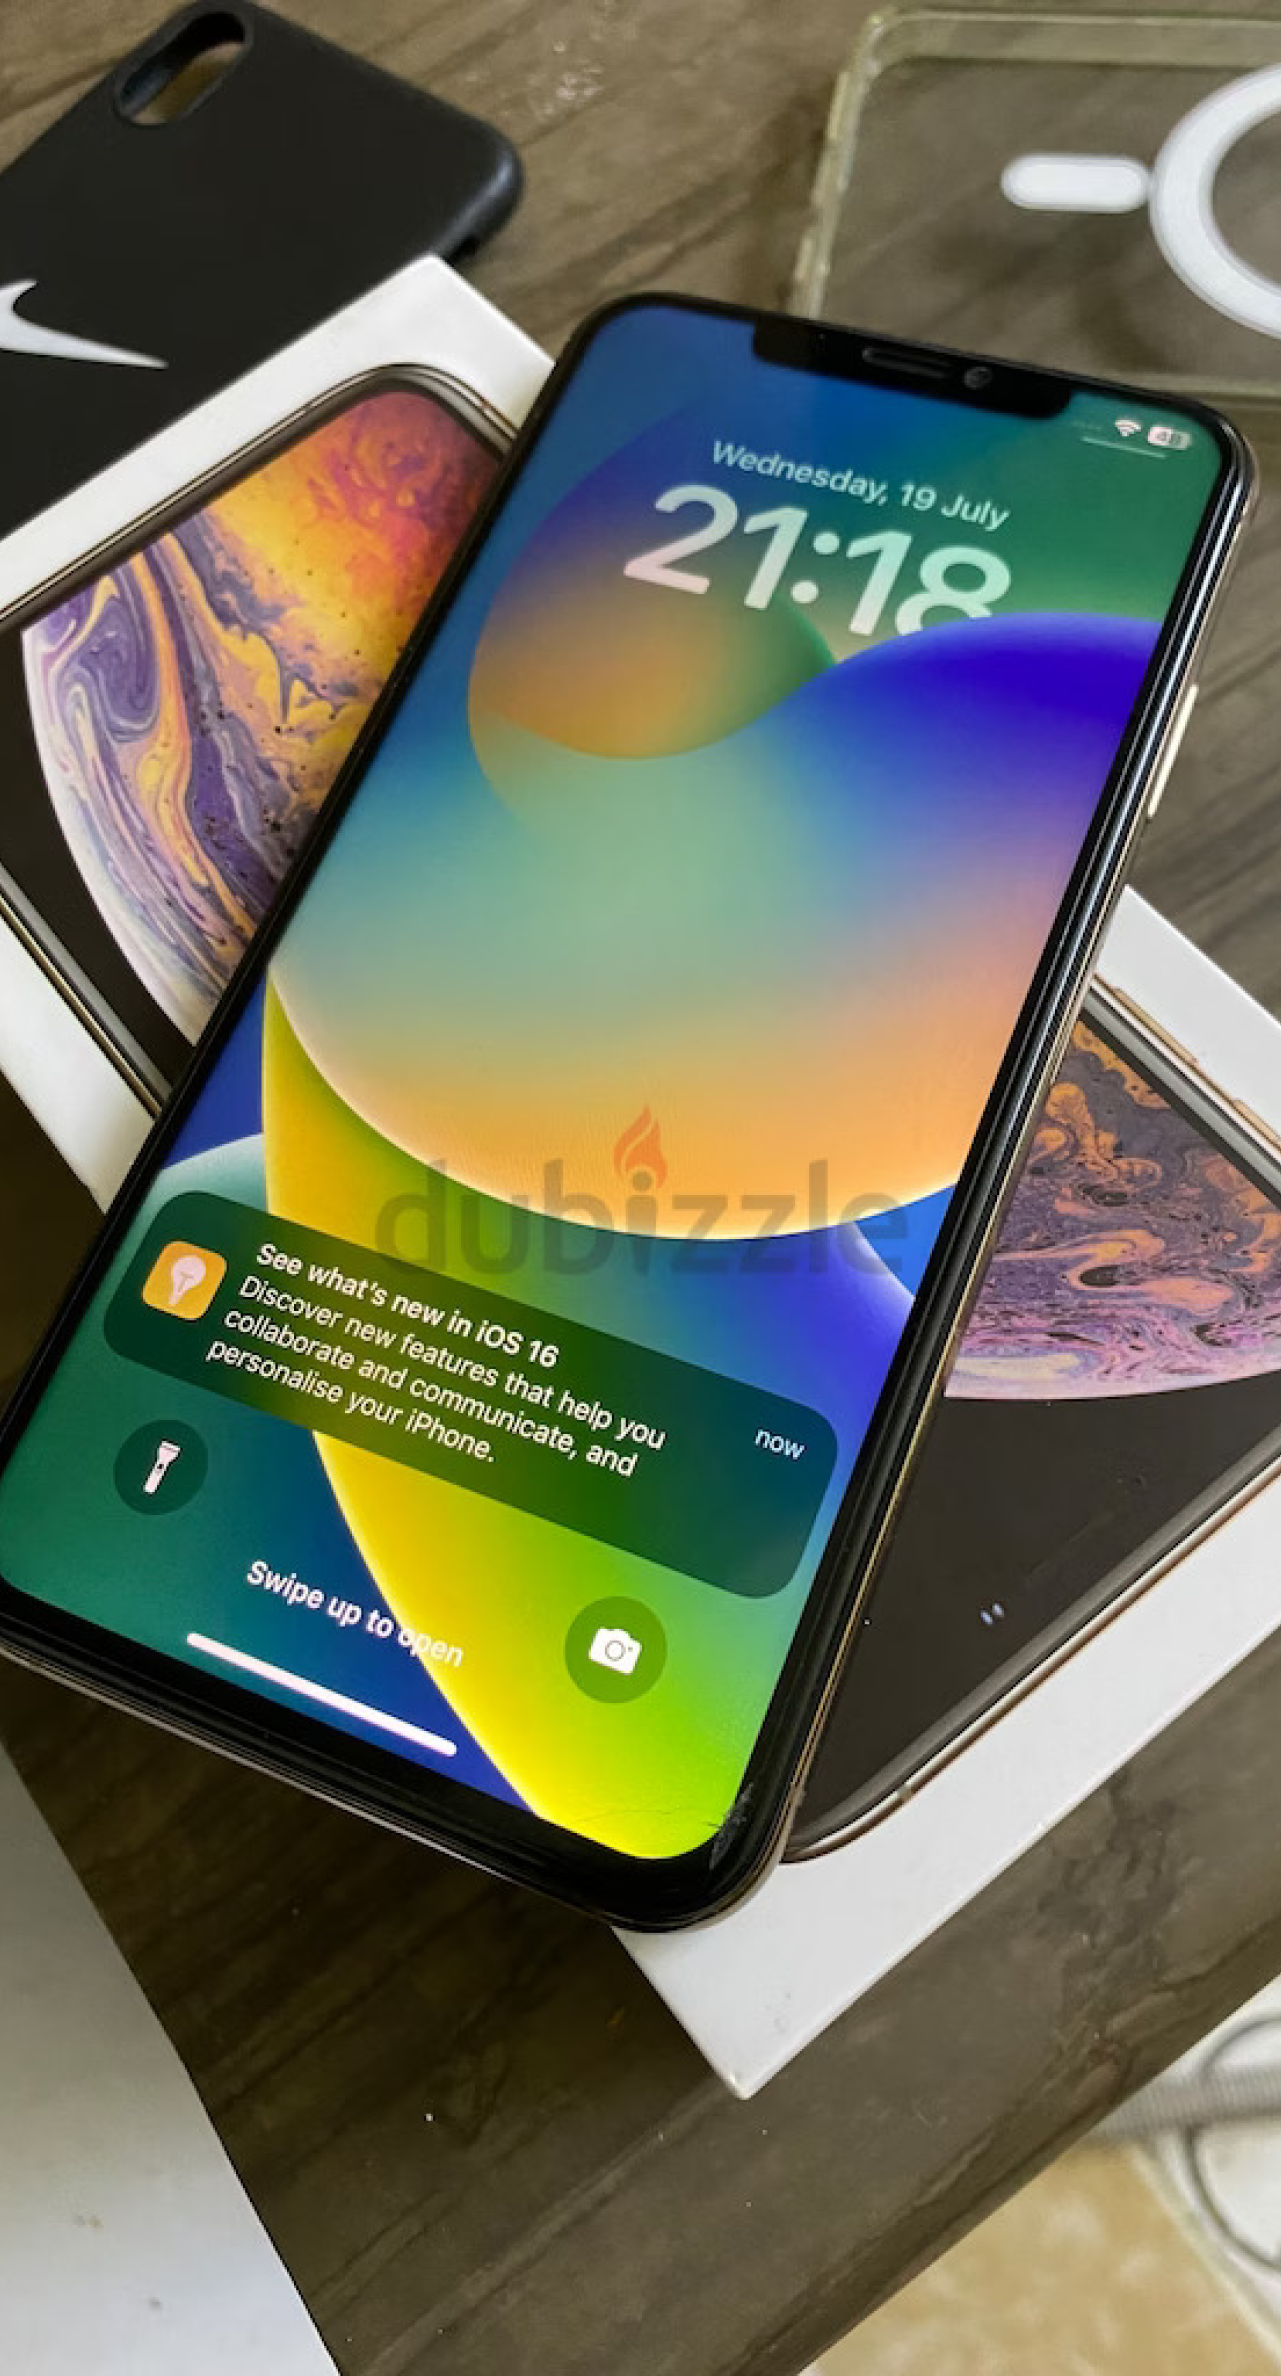 Wednesday, 19 July
21:18
dubizzle
See what's new in iOS 16
Discover new features that help you
collaborate and communicate, and
personalise your iPhone.
now
Swipe up to open